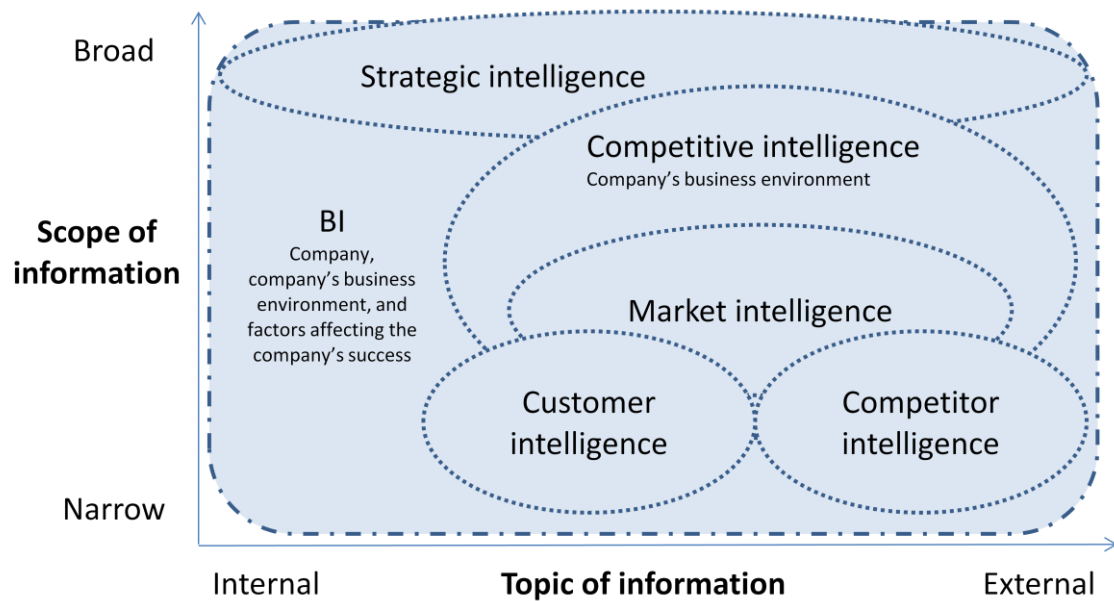 Broad
Strategic intelligence
Competitive intelligence
Company’s business environment
Scope of
information
BI
Company,
company’s business
environment, and
factors affecting the
company’s success
Market intelligence
Customer
intelligence
Competitor
intelligence
Narrow
Internal
Topic of information
External